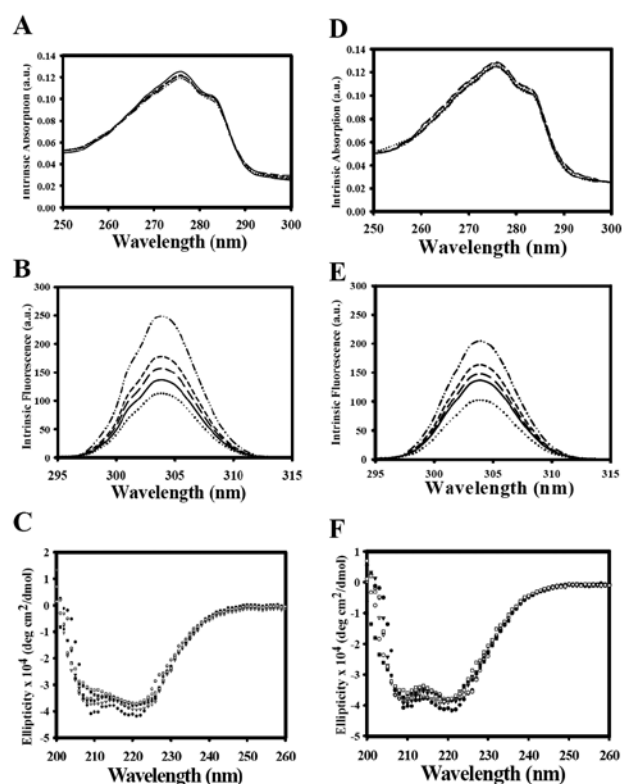 A
Intrinsic Absorption (a.u.)
0.14
0.12
0.10
0.08
0.06
0.04
0.02
0.00
250 260 270 280 290 300
Wavelength (nm)
D
Intrinsic Absorption (a.u.)
0.14
0.12
0.10
0.08
0.06
0.04
0.02
0.00
250 260 270 280 290 300
Wavelength (nm)
B
Intrinsic Fluorescence (a.u.)
300
250
200
150
100
50
0
295 300 305 310 315
Wavelength (nm)
E
Intrinsic Fluorescence (a.u.)
300
250
200
150
100
50
0
295 300 305 310 315
Wavelength (nm)
C
Ellipticity x 10⁴ (deg cm²/dmol)
2
1
0
-1
-2
-3
-4
-5
200 210 220 230 240 250 260
Wavelength (nm)
F
Ellipticity x 10⁴ (deg cm²/dmol)
1
0
-1
-2
-3
-4
-5
200 210 220 230 240 250 260
Wavelength (nm)